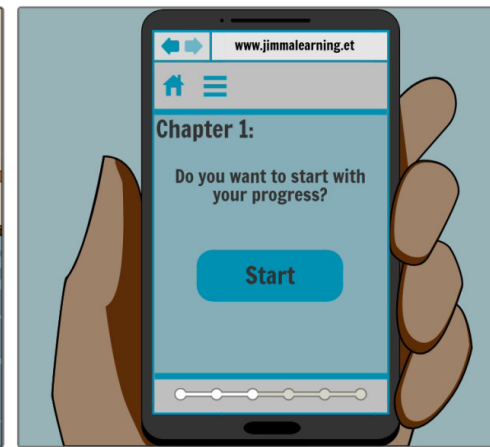 www.jimmalearning.et
Chapter 1:
Do you want to start with
your progress?
Start